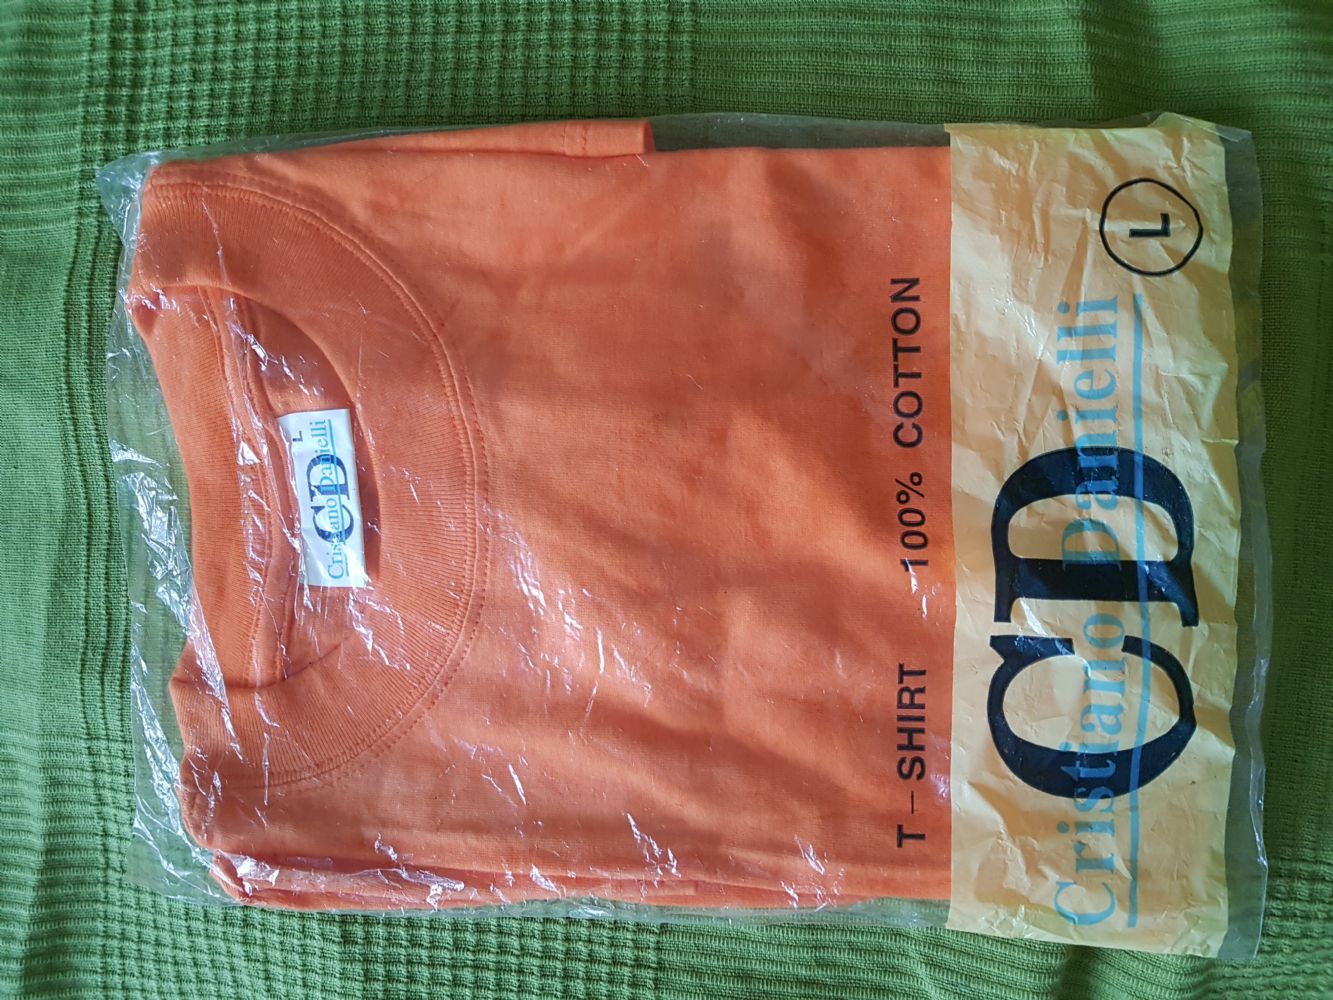 L
CD
Cristiano Danielli
T – SHIRT 100% COTTON
CD
Cristiano Danielli
L